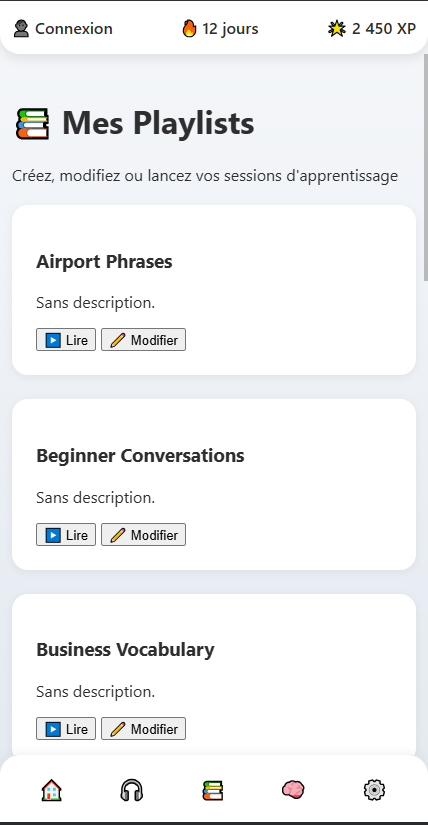 Connexion
12 jours
2 450 XP
Mes Playlists
Créez, modifiez ou lancez vos sessions d'apprentissage
Airport Phrases
Sans description.
Lire
Modifier
Beginner Conversations
Sans description.
Lire
Modifier
Business Vocabulary
Sans description.
Lire
Modifier